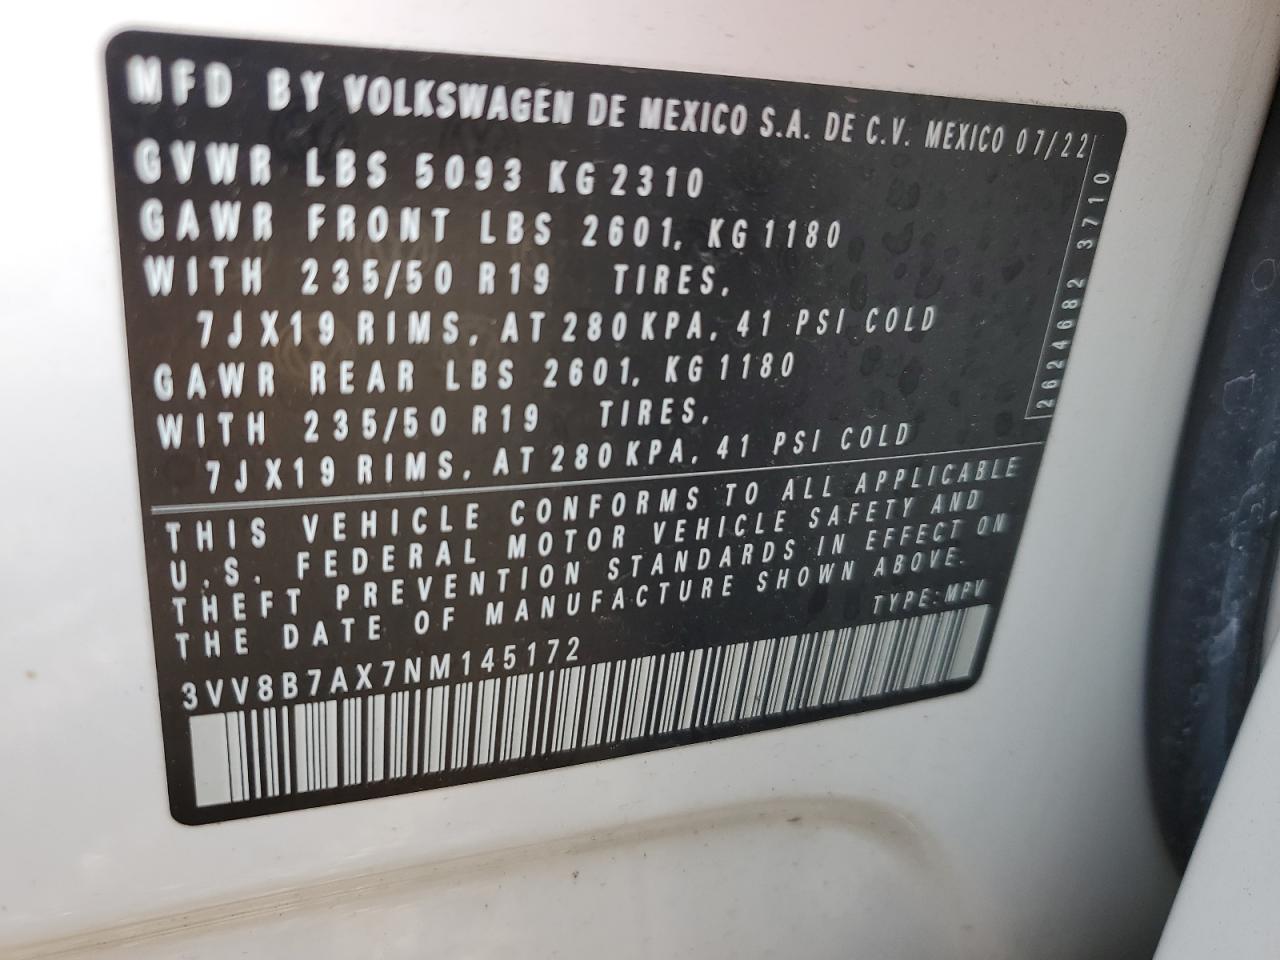 MFD BY VOLKSWAGEN DE MEXICO S.A. DE C.V. MEXICO 07/22
GVWR LBS 5093 KG 2310
GAWR FRONT LBS 2601, KG 1180
WITH 235/50 R19 TIRES,
7JX19 RIMS, AT 280 KPA, 41 PSI COLD
GAWR REAR LBS 2601, KG 1180
WITH 235/50 R19 TIRES,
7JX19 RIMS, AT 280 KPA, 41 PSI COLD
2624682 3710
THIS VEHICLE CONFORMS TO ALL APPLICABLE
U.S. FEDERAL MOTOR VEHICLE SAFETY AND
THEFT PREVENTION STANDARDS IN EFFECT ON
THE DATE OF MANUFACTURE SHOWN ABOVE.
TYPE: MPV
3VV8B7AX7NM145172